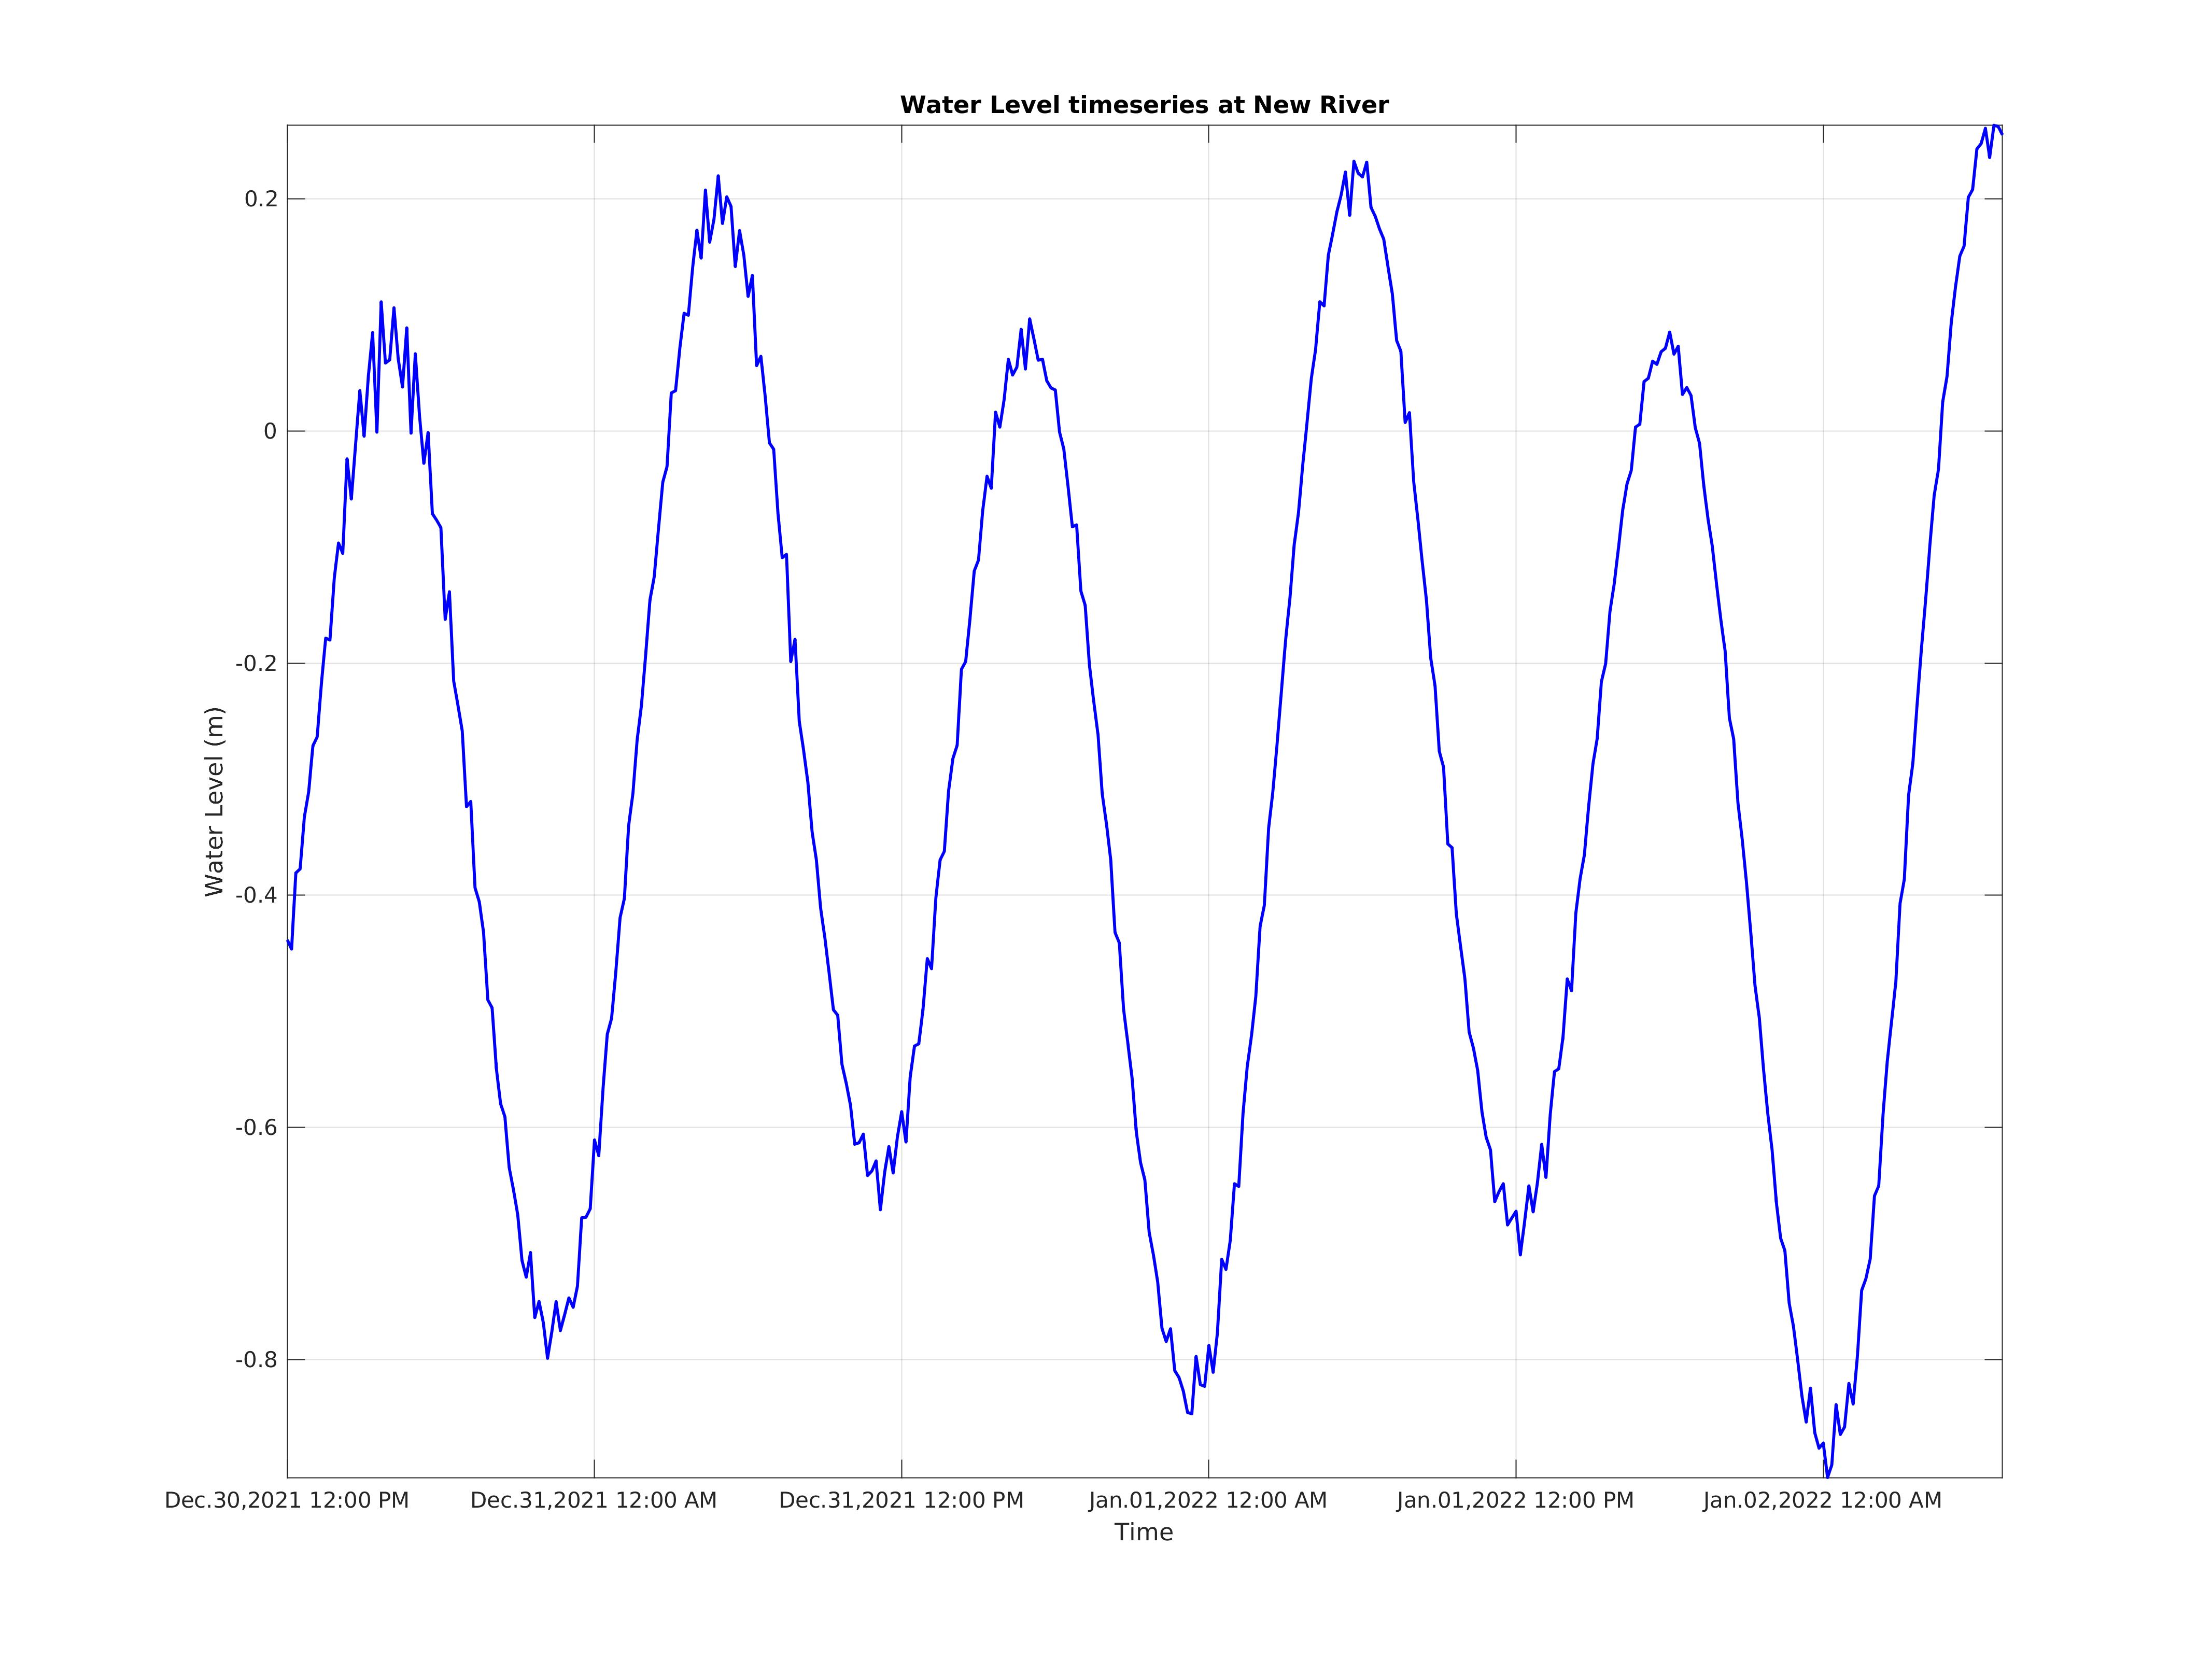 Water Level timeseries at New River
0.2
0
-0.2
-0.4
-0.6
-0.8
Water Level (m)
Dec.30,2021 12:00 PM Dec.31,2021 12:00 AM Dec.31,2021 12:00 PM Jan.01,2022 12:00 AM Jan.01,2022 12:00 PM Jan.02,2022 12:00 AM
Time